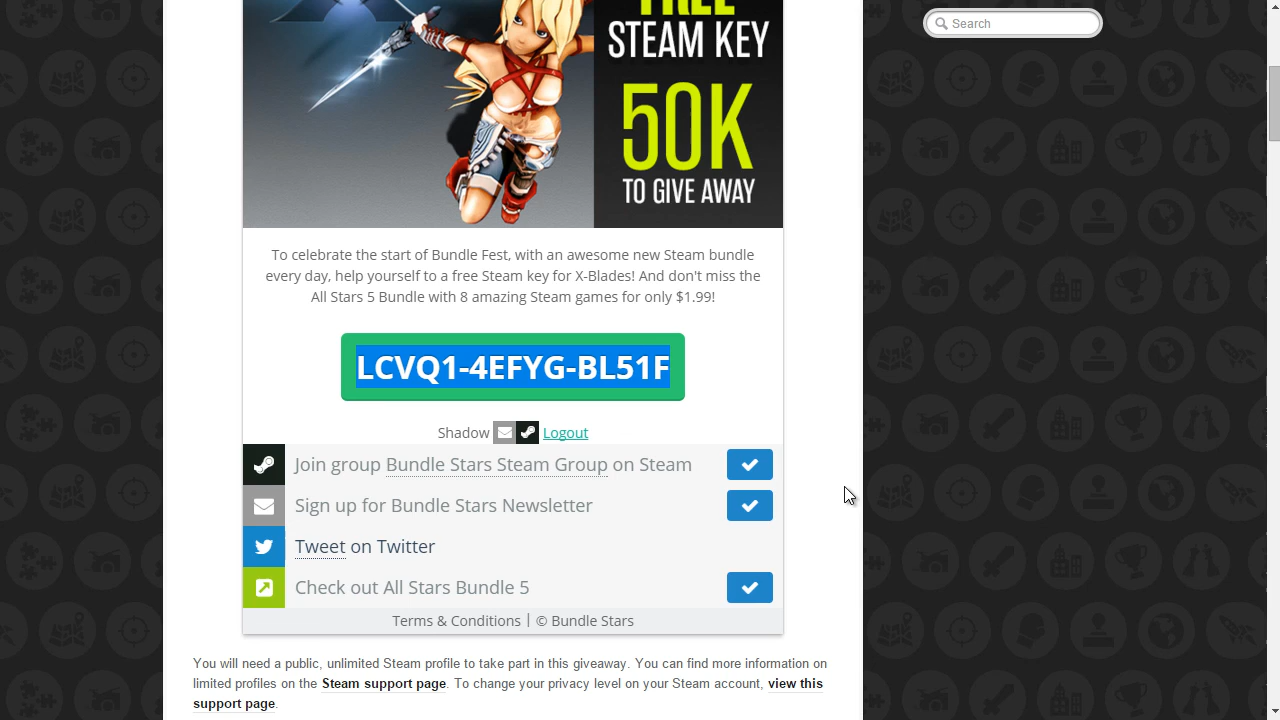 FREE
STEAM KEY
50K
TO GIVE AWAY
Search
To celebrate the start of Bundle Fest, with an awesome new Steam bundle
every day, help yourself to a free Steam key for X-Blades! And don't miss the
All Stars 5 Bundle with 8 amazing Steam games for only $1.99!
LCVQ1-4EFYG-BL51F
Shadow Logout
Join group Bundle Stars Steam Group on Steam
Sign up for Bundle Stars Newsletter
Tweet on Twitter
Check out All Stars Bundle 5
Terms & Conditions | © Bundle Stars
You will need a public, unlimited Steam profile to take part in this giveaway. You can find more information on
limited profiles on the Steam support page. To change your privacy level on your Steam account, view this
support page.